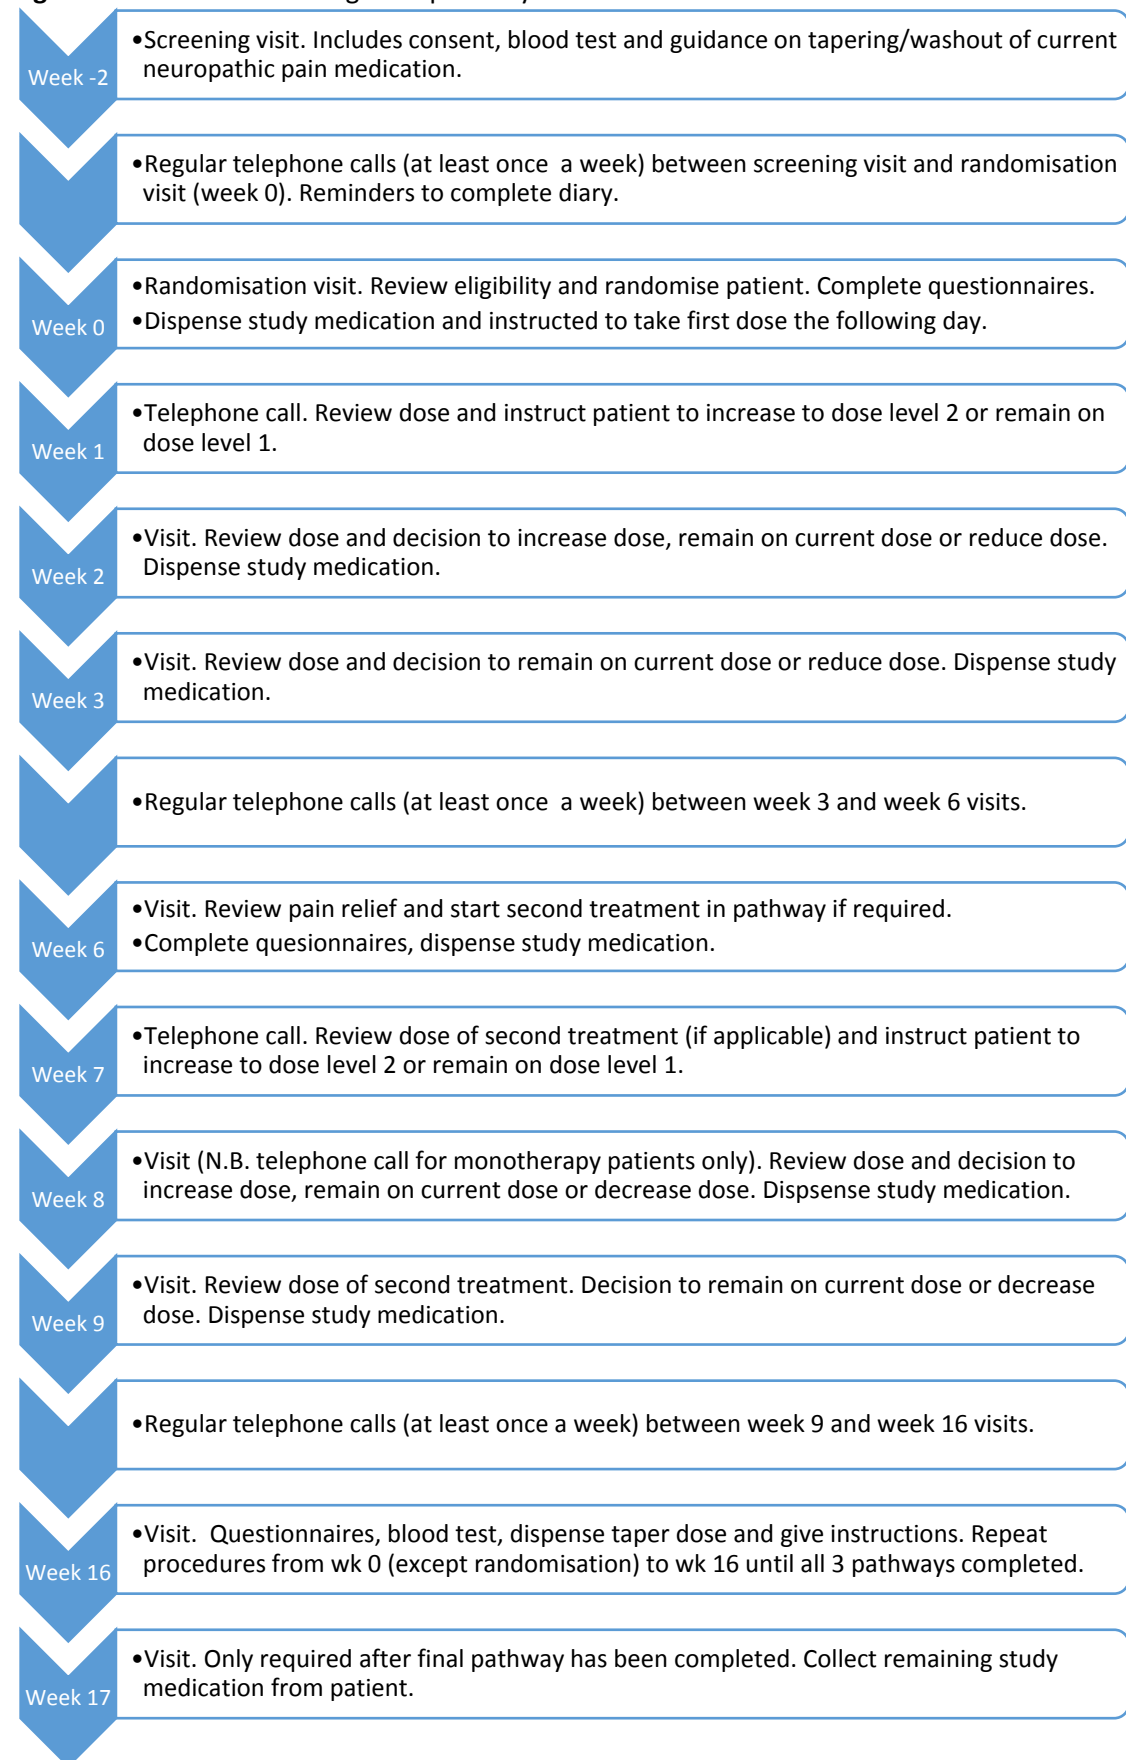 Week -2
•Screening visit. Includes consent, blood test and guidance on tapering/washout of current
neuropathic pain medication.
•Regular telephone calls (at least once  a week) between screening visit and randomisation
visit (week 0). Reminders to complete diary.
Week 0
•Randomisation visit. Review eligibility and randomise patient. Complete questionnaires.
•Dispense study medication and instructed to take first dose the following day.
Week 1
•Telephone call. Review dose and instruct patient to increase to dose level 2 or remain on
dose level 1.
Week 2
•Visit. Review dose and decision to increase dose, remain on current dose or reduce dose.
Dispense study medication.
Week 3
•Visit. Review dose and decision to remain on current dose or reduce dose. Dispense study
medication.
•Regular telephone calls (at least once  a week) between week 3 and week 6 visits.
Week 6
•Visit. Review pain relief and start second treatment in pathway if required.
•Complete quesionnaires, dispense study medication.
Week 7
•Telephone call. Review dose of second treatment (if applicable) and instruct patient to
increase to dose level 2 or remain on dose level 1.
Week 8
•Visit (N.B. telephone call for monotherapy patients only). Review dose and decision to
increase dose, remain on current dose or decrease dose. Dispsense study medication.
Week 9
•Visit. Review dose of second treatment. Decision to remain on current dose or decrease
dose. Dispense study medication.
•Regular telephone calls (at least once a week) between week 9 and week 16 visits.
Week 16
•Visit.  Questionnaires, blood test, dispense taper dose and give instructions. Repeat
procedures from wk 0 (except randomisation) to wk 16 until all 3 pathways completed.
Week 17
•Visit. Only required after final pathway has been completed. Collect remaining study
medication from patient.